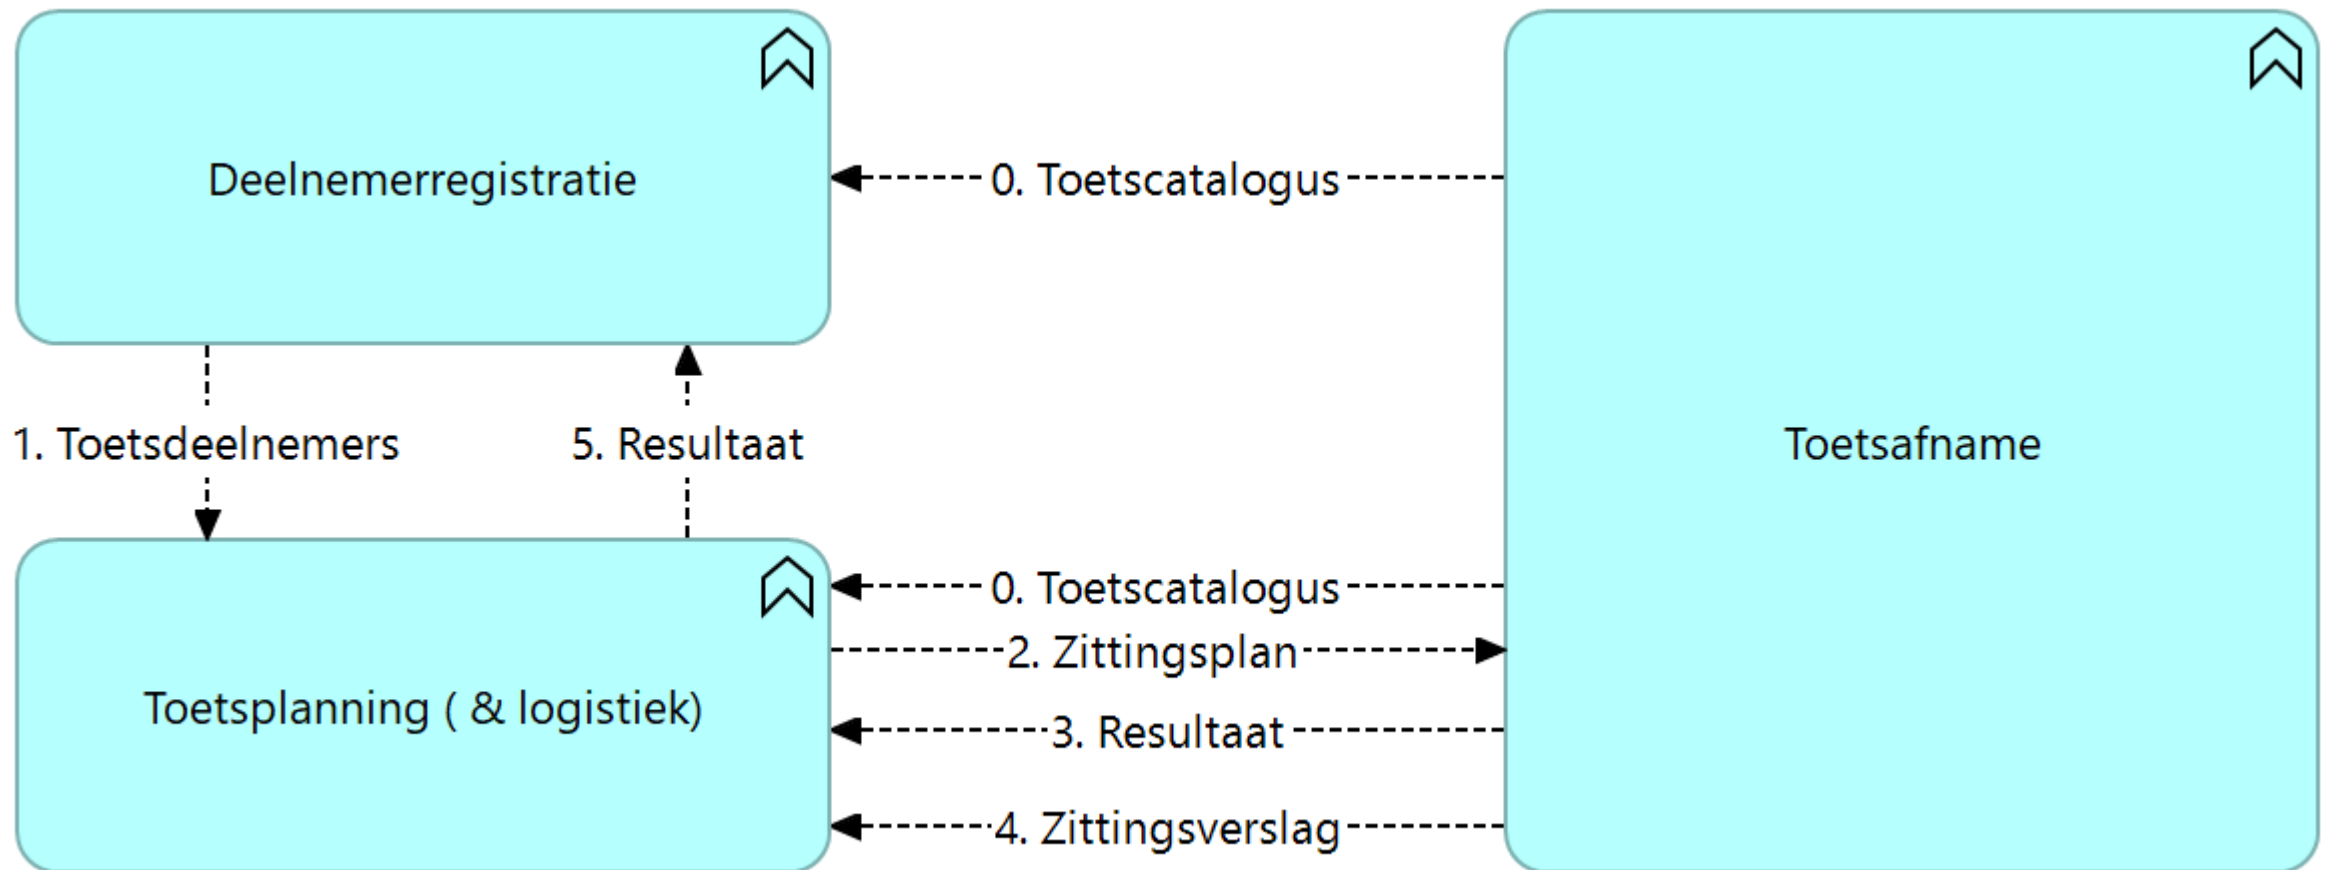 Deelnemerregistratie
0. Toetscatalogus
Toetsafname
1. Toetsdeelnemers
5. Resultaat
Toetsplanning ( & logistiek)
0. Toetscatalogus
2. Zittingsplan
3. Resultaat
4. Zittingsverslag